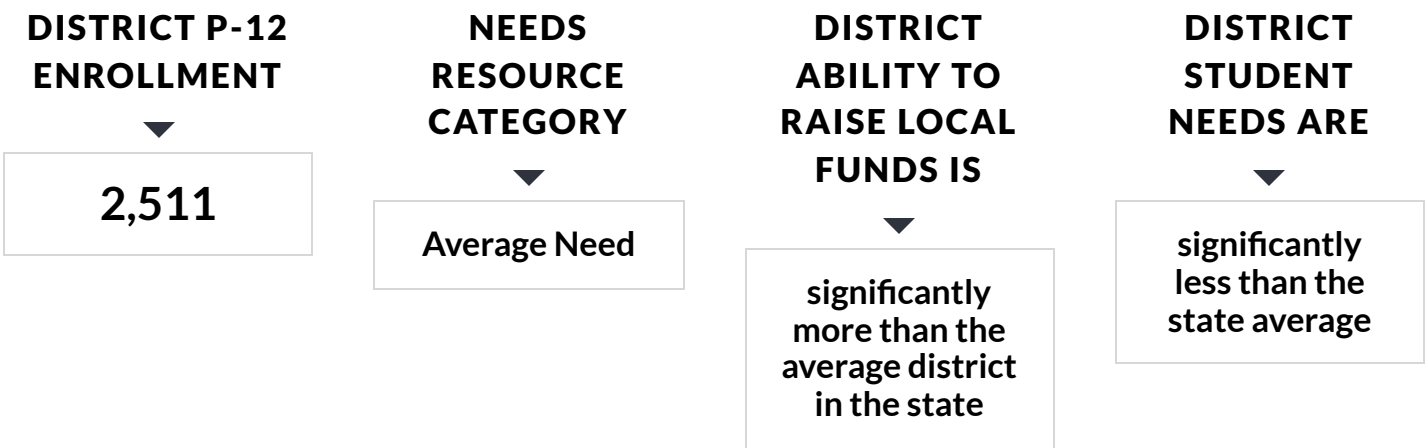 DISTRICT P-12
ENROLLMENT
2,511
NEEDS
RESOURCE
CATEGORY
Average Need
DISTRICT
ABILITY TO
RAISE LOCAL
FUNDS IS
significantly
more than the
average district
in the state
DISTRICT
STUDENT
NEEDS ARE
significantly
less than the
state average